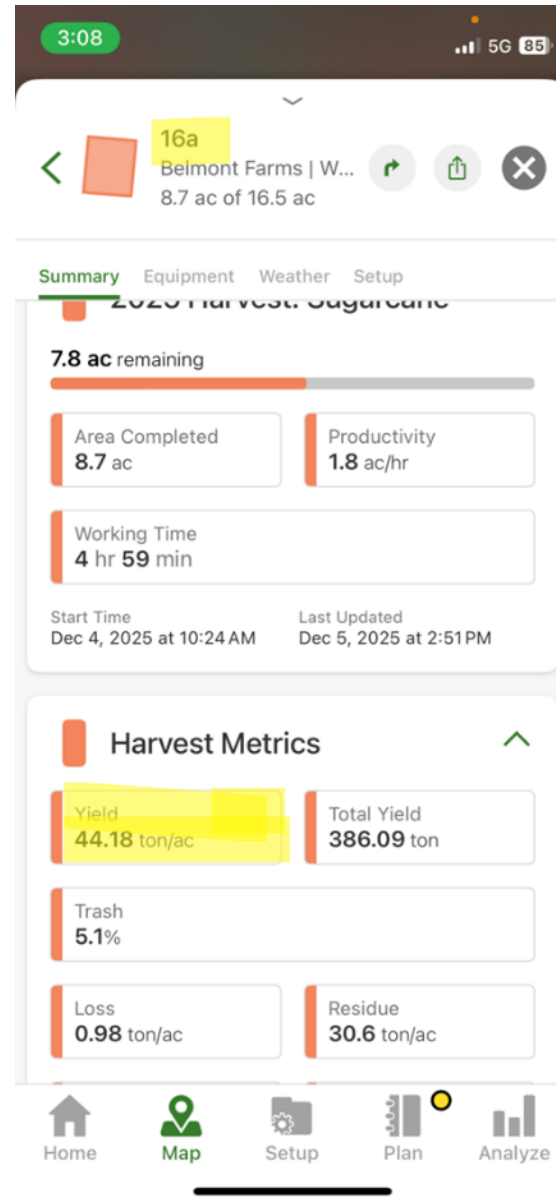 3:08
5G 85
16a
Belmont Farms | W...
8.7 ac of 16.5 ac
Summary Equipment Weather Setup
2025 Harvest: Sugarcane
7.8 ac remaining
Area Completed Productivity
8.7 ac 1.8 ac/hr
Working Time
4 hr 59 min
Start Time Last Updated
Dec 4, 2025 at 10:24 AM Dec 5, 2025 at 2:51 PM
Harvest Metrics
Yield Total Yield
44.18 ton/ac 386.09 ton
Trash
5.1%
Loss Residue
0.98 ton/ac 30.6 ton/ac
Home Map Setup Plan Analyze